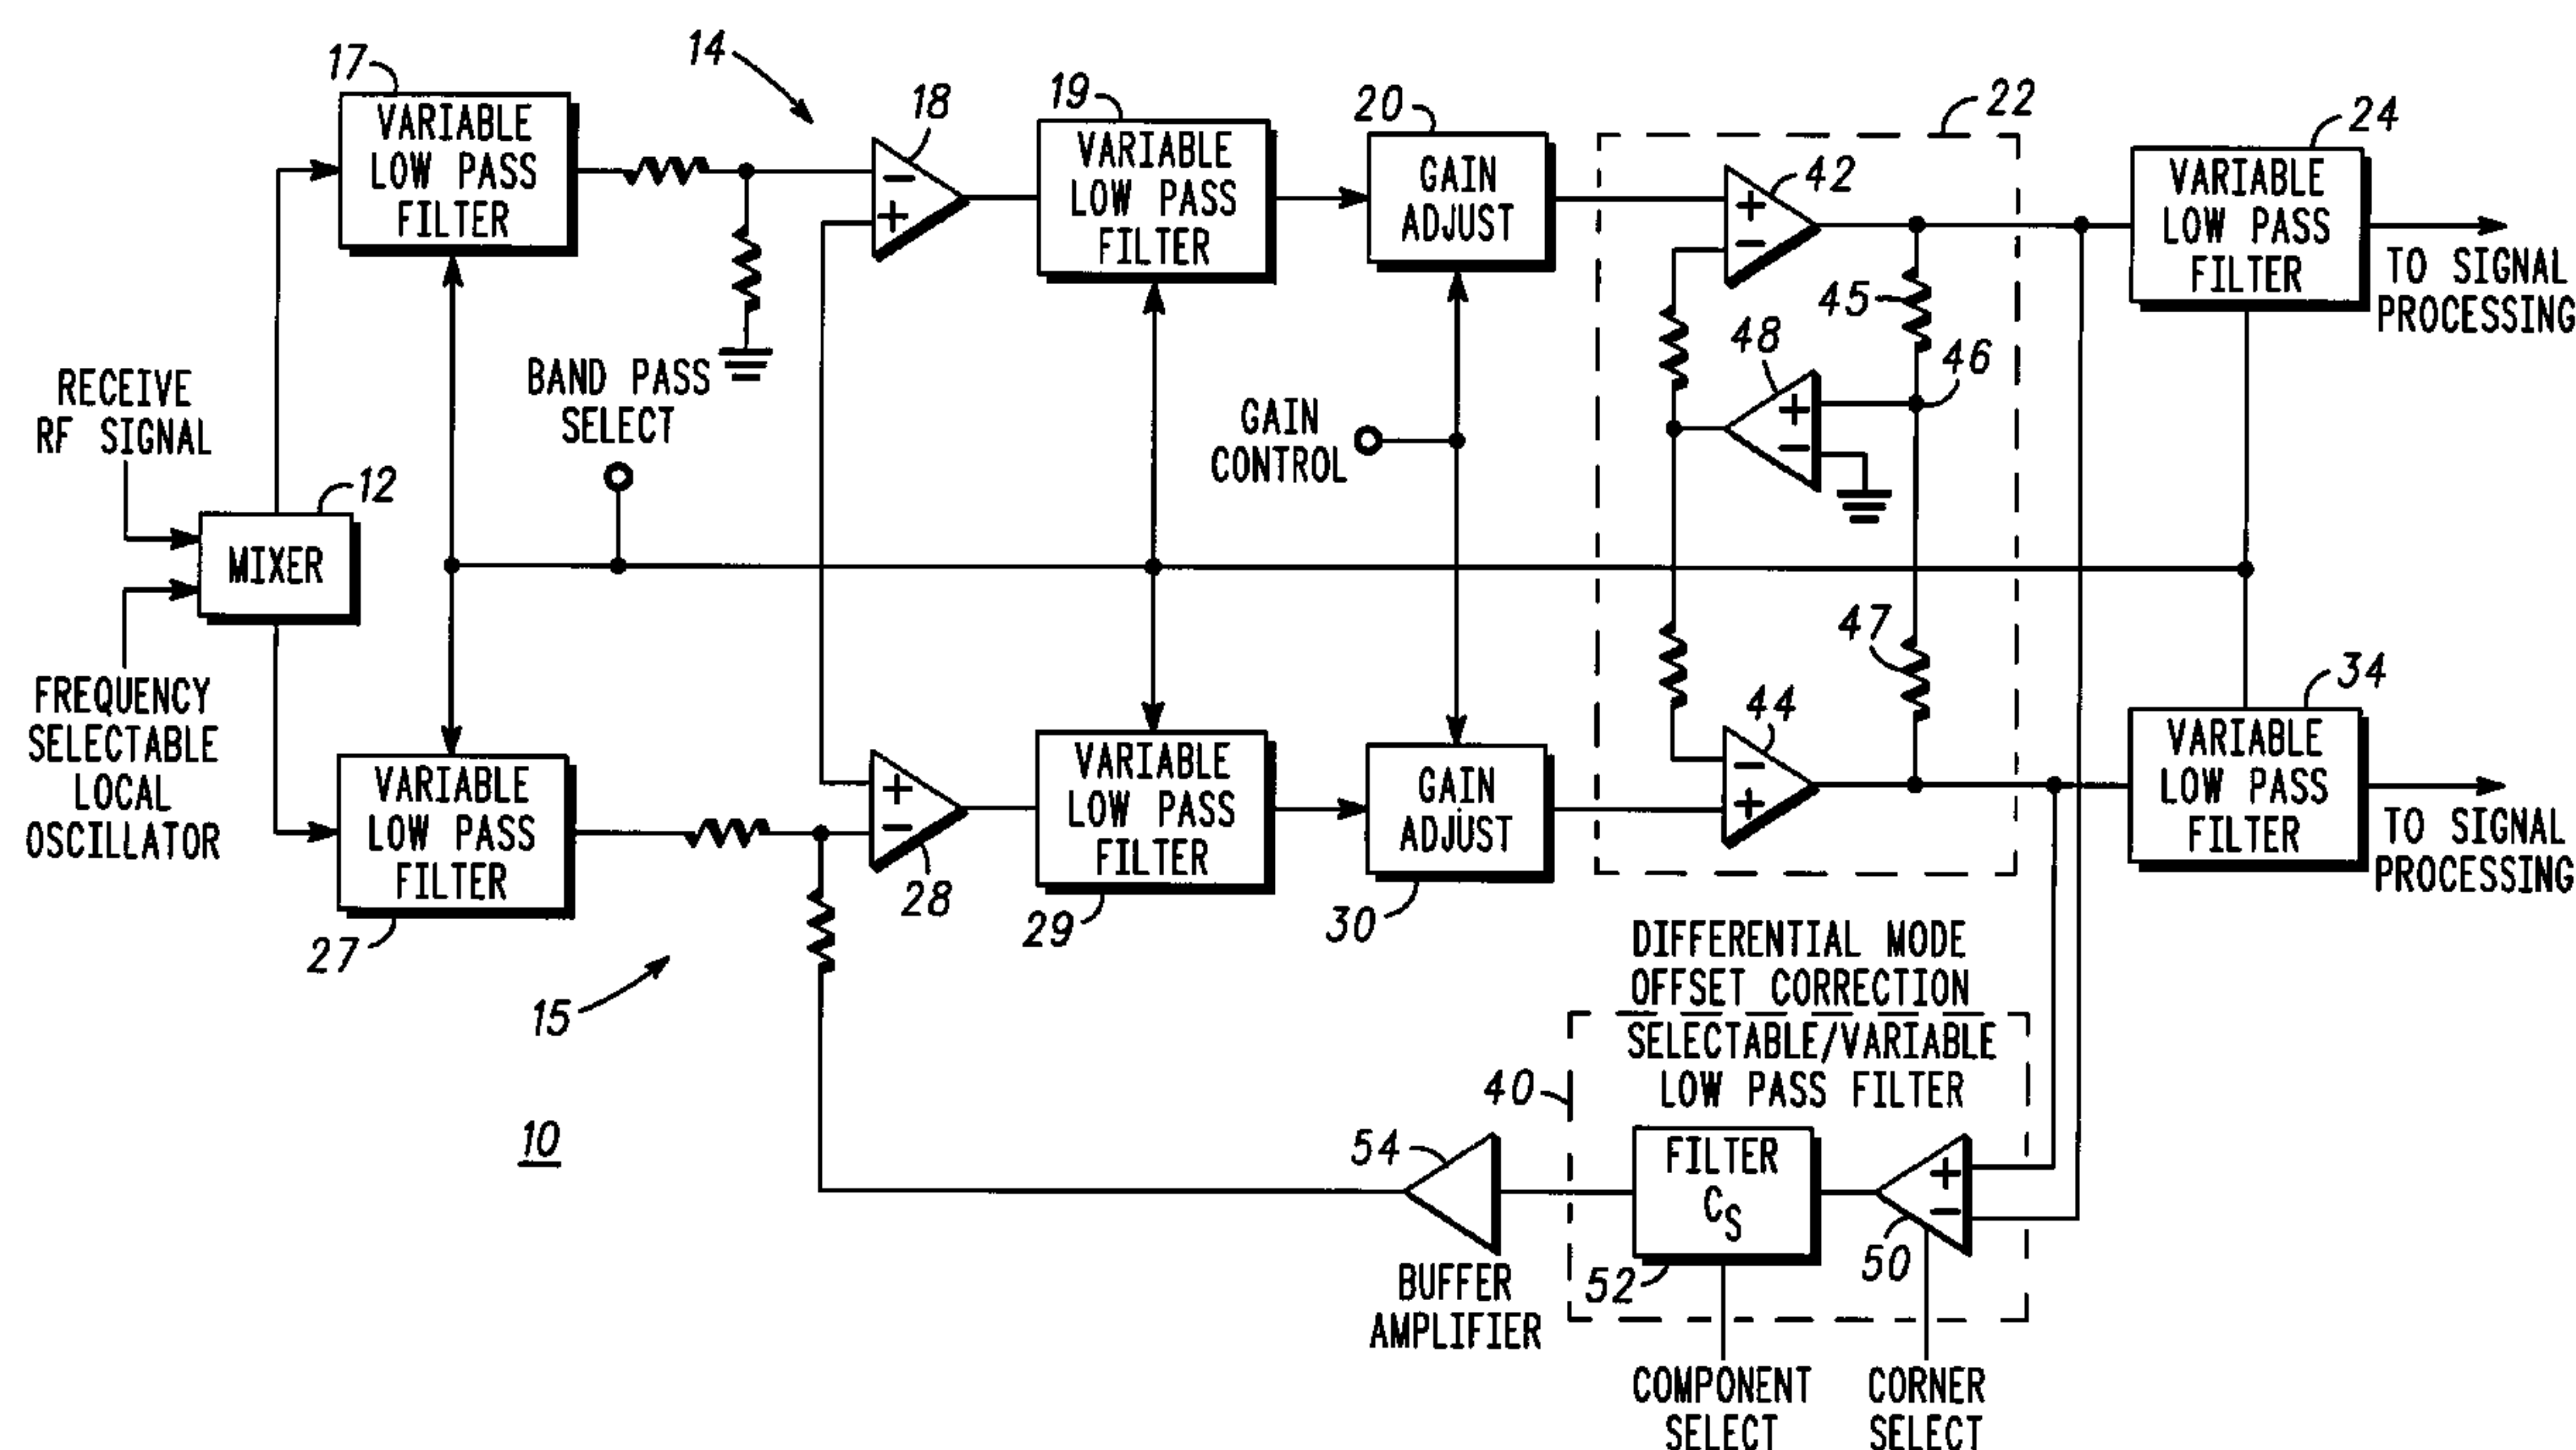 17
14
18
19
20
22
24
VARIABLE
LOW PASS
FILTER
−
+
VARIABLE
LOW PASS
FILTER
GAIN
ADJUST
+
−
42
VARIABLE
LOW PASS
FILTER
TO SIGNAL
PROCESSING
45
48
46
+
−
RECEIVE
RF SIGNAL
BAND PASS
SELECT
GAIN
CONTROL
12
MIXER
FREQUENCY
SELECTABLE
LOCAL
OSCILLATOR
47
34
VARIABLE
LOW PASS
FILTER
27
+
−
28
VARIABLE
LOW PASS
FILTER
29
GAIN
ADJUST
30
44
−
+
VARIABLE
LOW PASS
FILTER
TO SIGNAL
PROCESSING
15
10
DIFFERENTIAL MODE
OFFSET CORRECTION
SELECTABLE/VARIABLE
LOW PASS FILTER
40
54
BUFFER
AMPLIFIER
FILTER
CS
52
+
−
50
COMPONENT
SELECT
CORNER
SELECT